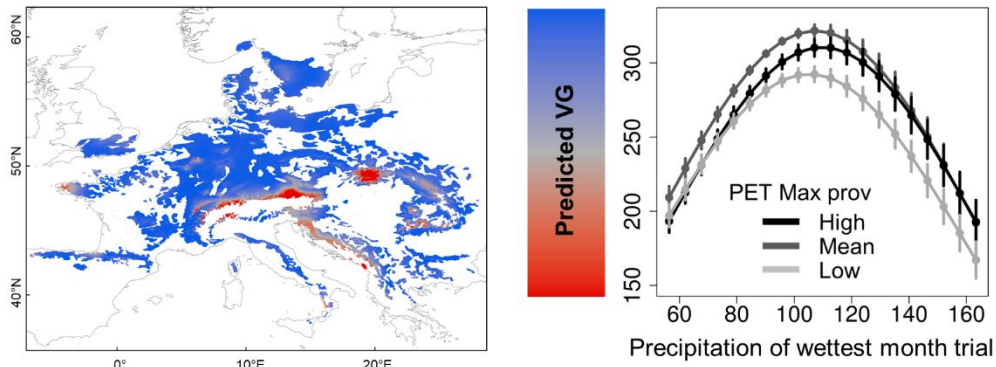 60°N
50°N
40°N
0°
10°E
20°E
Predicted VG
300
250
200
150
PET Max prov
High
Mean
Low
60 80 100 120 140 160
Precipitation of wettest month trial